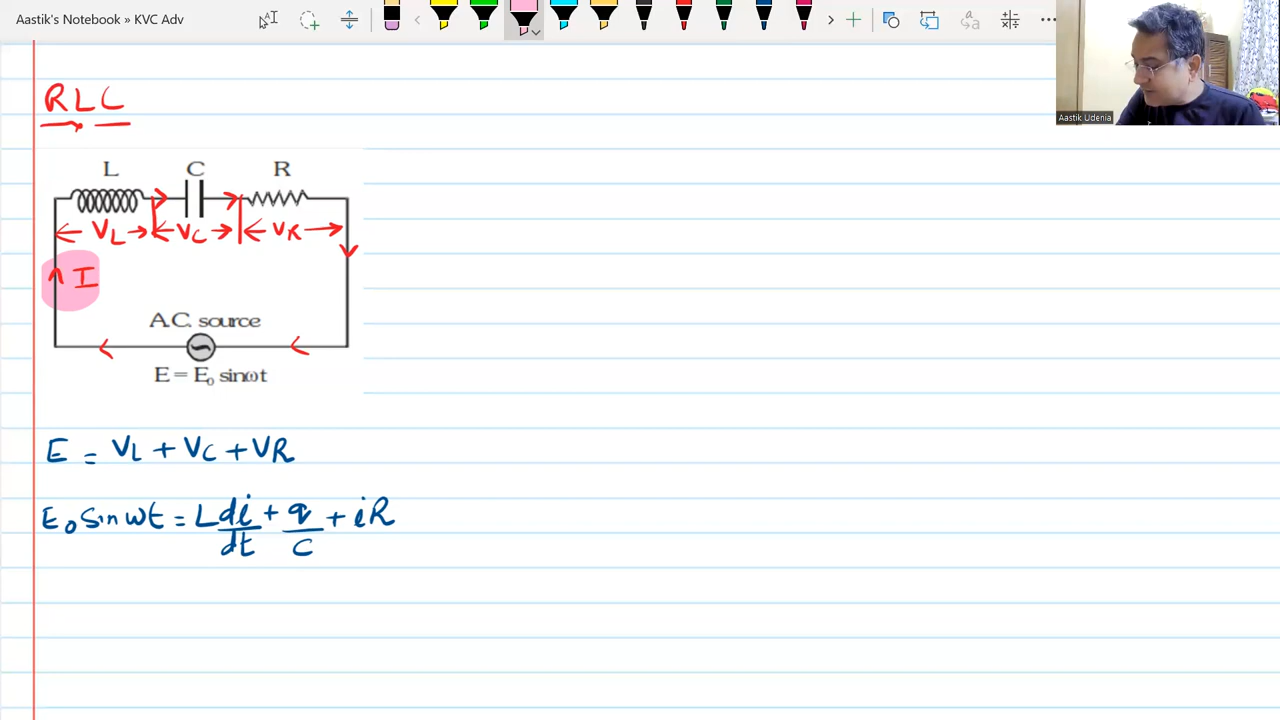 Aastik's Notebook » KVC Adv
Aastik Udenia
RLC
L C R
VL VC VR
I
A.C. source
E = E0 sinωt
E = VL + VC + VR
E0 sin ωt = L di/dt + q/C + iR